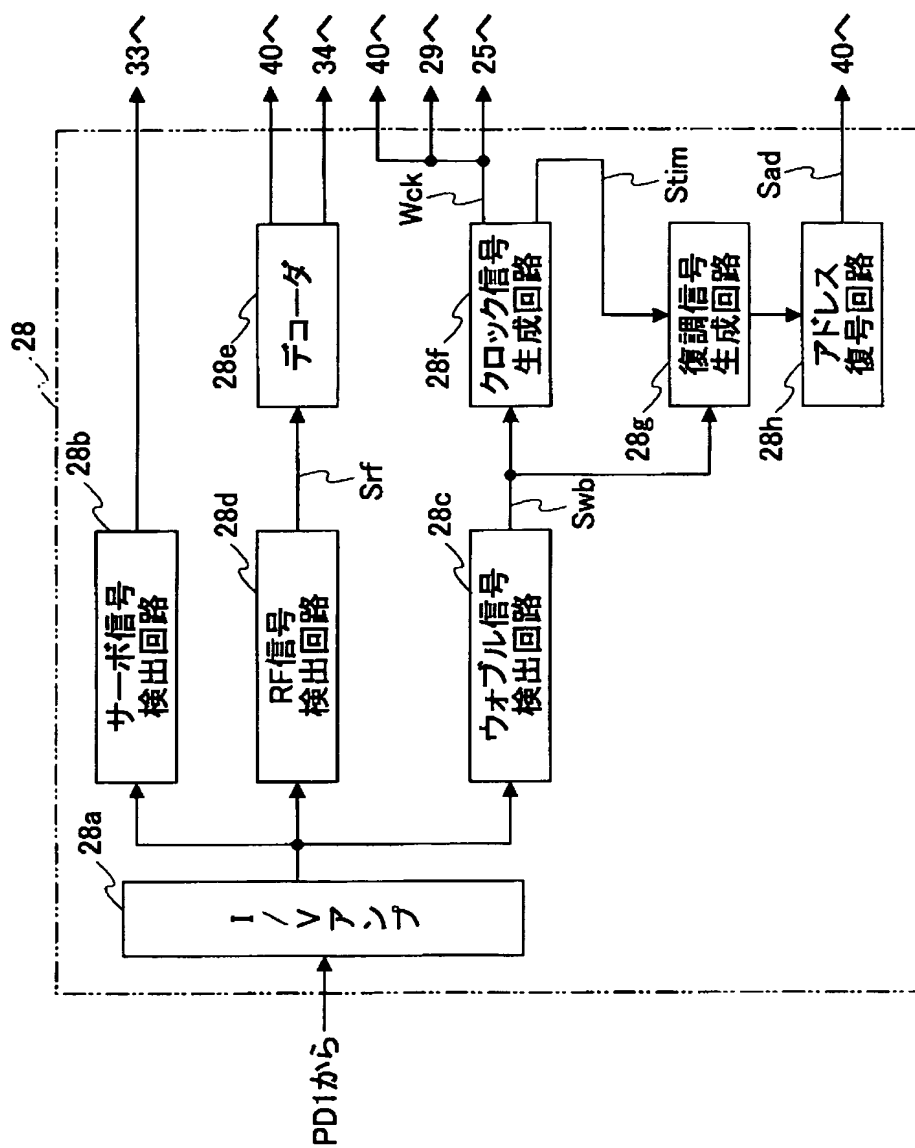 28
PD1から
28a
I/Vアンプ
28b
サーボ信号
検出回路
33へ
28d
RF信号
検出回路
Srf
28e
デコーダ
40へ
34へ
28c
ウォブル信号
検出回路
Swb
28f
クロック信号
生成回路
Wck
40へ
29へ
25へ
Stim
28g
復調信号
生成回路
28h
アドレス
復号回路
Sad
40へ